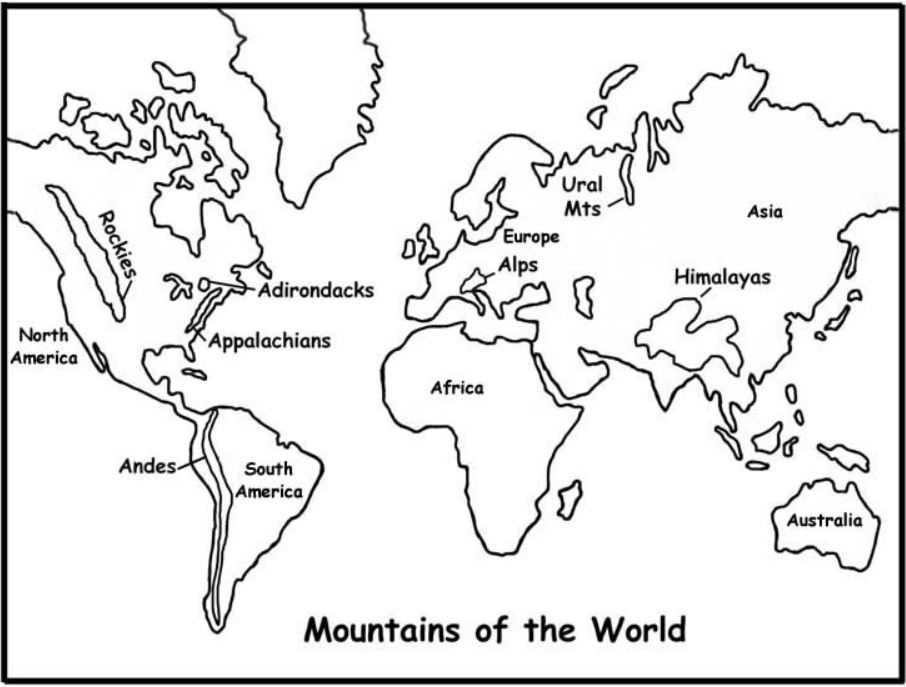 Ural
Mts
Asia
Rockies
Europe
Alps
Himalayas
Adirondacks
North
America
Appalachians
Africa
Andes
South
America
Australia
Mountains of the World